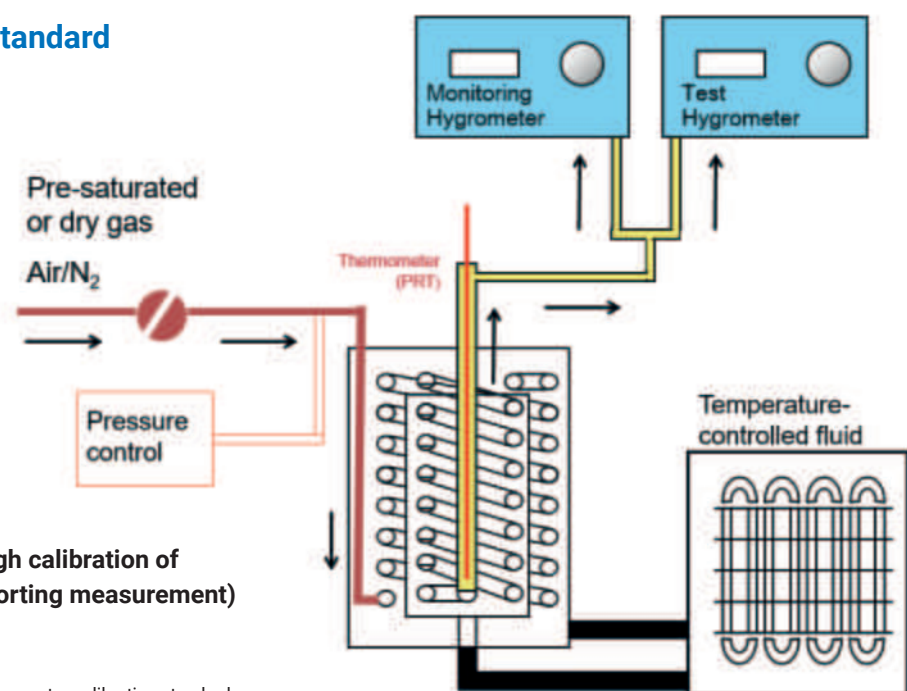 tandard
Monitoring
Hygrometer
Test
Hygrometer
Pre-saturated
or dry gas
Air/N₂
Thermometer
(PRT)
Pressure
control
Temperature-
controlled fluid
gh calibration of
orting measurement)